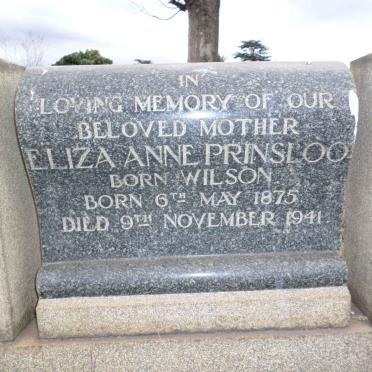 IN
LOVING MEMORY OF OUR
BELOVED MOTHER
ELIZA ANNE PRINSLOO
BORN WILSON
BORN 6TH MAY 1875
DIED 9TH NOVEMBER 1941